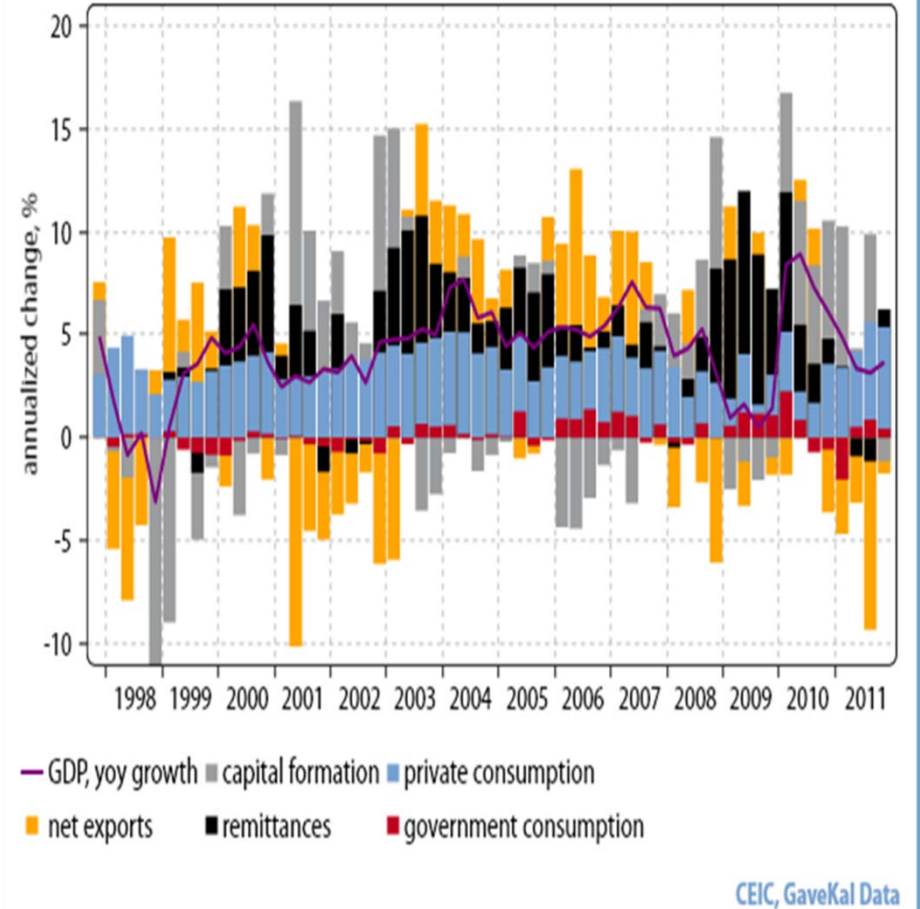 annualized change, %
20
15
10
5
0
-5
-10
1998 1999 2000 2001 2002 2003 2004 2005 2006 2007 2008 2009 2010 2011
GDP, yoy growth capital formation private consumption
net exports remittances government consumption
CEIC, GaveKal Data